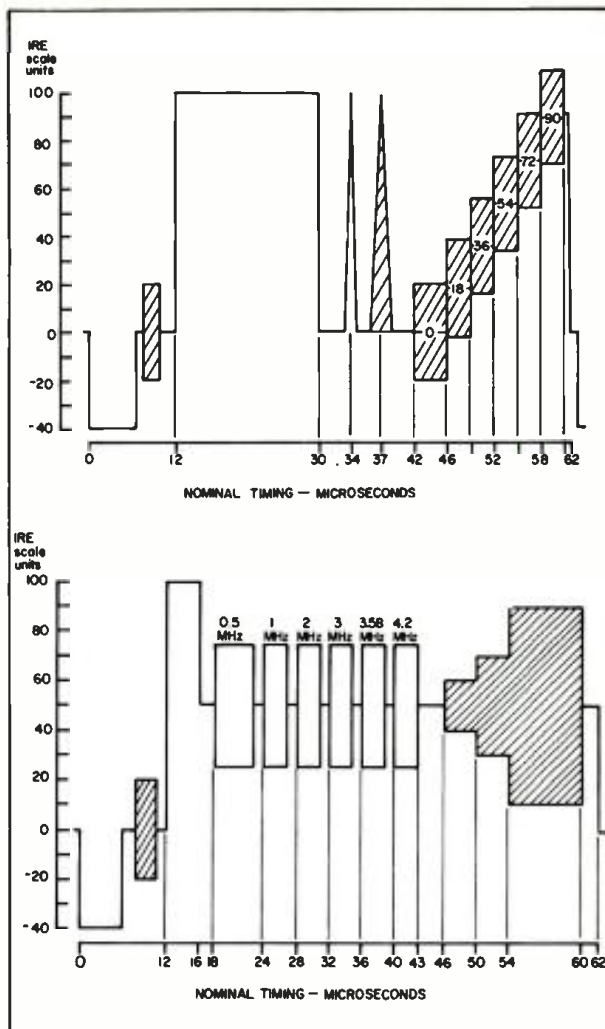 IRE
scale
units
100
80
60
40
20
0
-20
-40
0
18
36
54
72
90
0 12 30 34 37 42 46 52 58 62
NOMINAL TIMING — MICROSECONDS
IRE
scale
units
100
80
60
40
20
0
-20
-40
0.5 1 2 3 3.58 4.2
MHz MHz MHz MHz MHz MHz
0 12 16 18 24 28 32 36 40 43 46 50 54 60 62
NOMINAL TIMING — MICROSECONDS